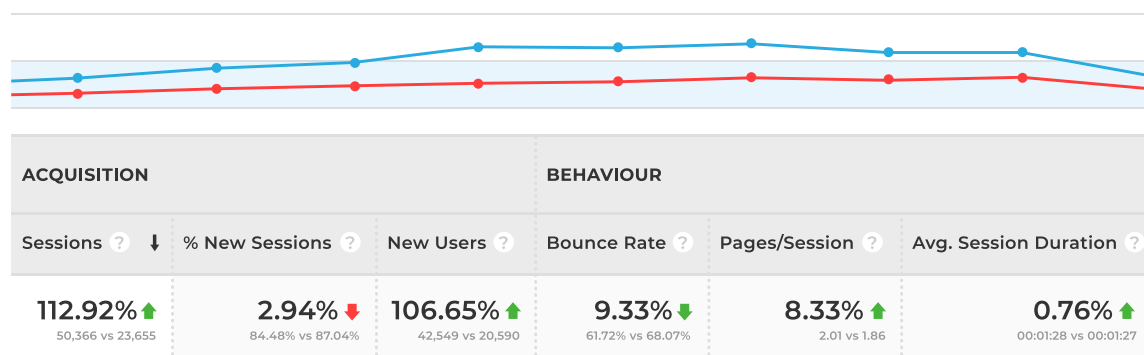 ACQUISITION BEHAVIOUR
Sessions ? % New Sessions ? New Users ? Bounce Rate ? Pages/Session ? Avg. Session Duration ?
112.92% 2.94% 106.65% 9.33% 8.33% 0.76%
50,366 vs 23,655 84.48% vs 87.04% 42,549 vs 20,590 61.72% vs 68.07% 2.01 vs 1.86 00:01:28 vs 00:01:27